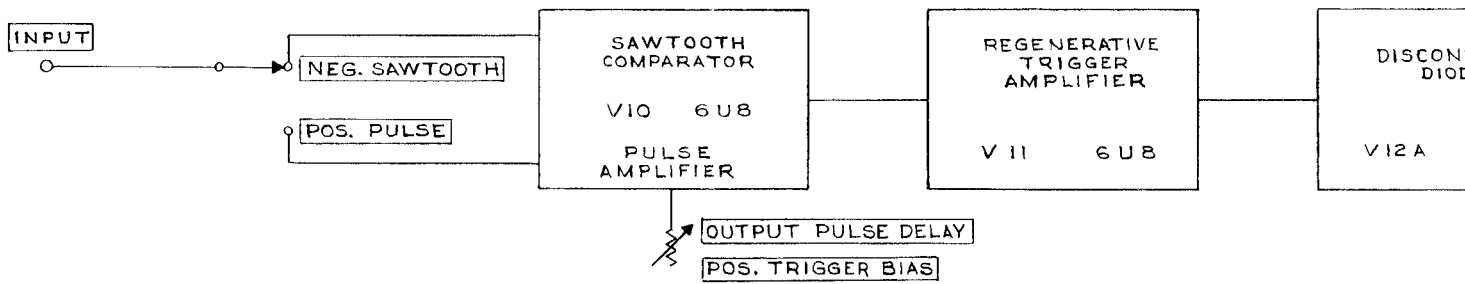 INPUT
NEG. SAWTOOTH
POS. PULSE
SAWTOOTH
COMPARATOR
V10 6U8
PULSE
AMPLIFIER
OUTPUT PULSE DELAY
POS. TRIGGER BIAS
REGENERATIVE
TRIGGER
AMPLIFIER
V11 6U8
V12A